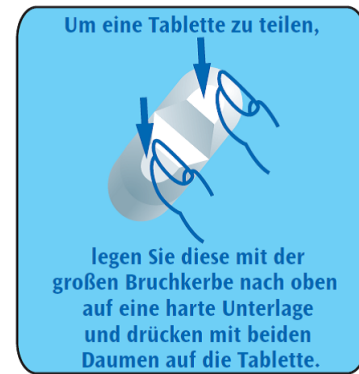 Um eine Tablette zu teilen,
legen Sie diese mit der
großen Bruchkerbe nach oben
auf eine harte Unterlage
und drücken mit beiden
Daumen auf die Tablette.